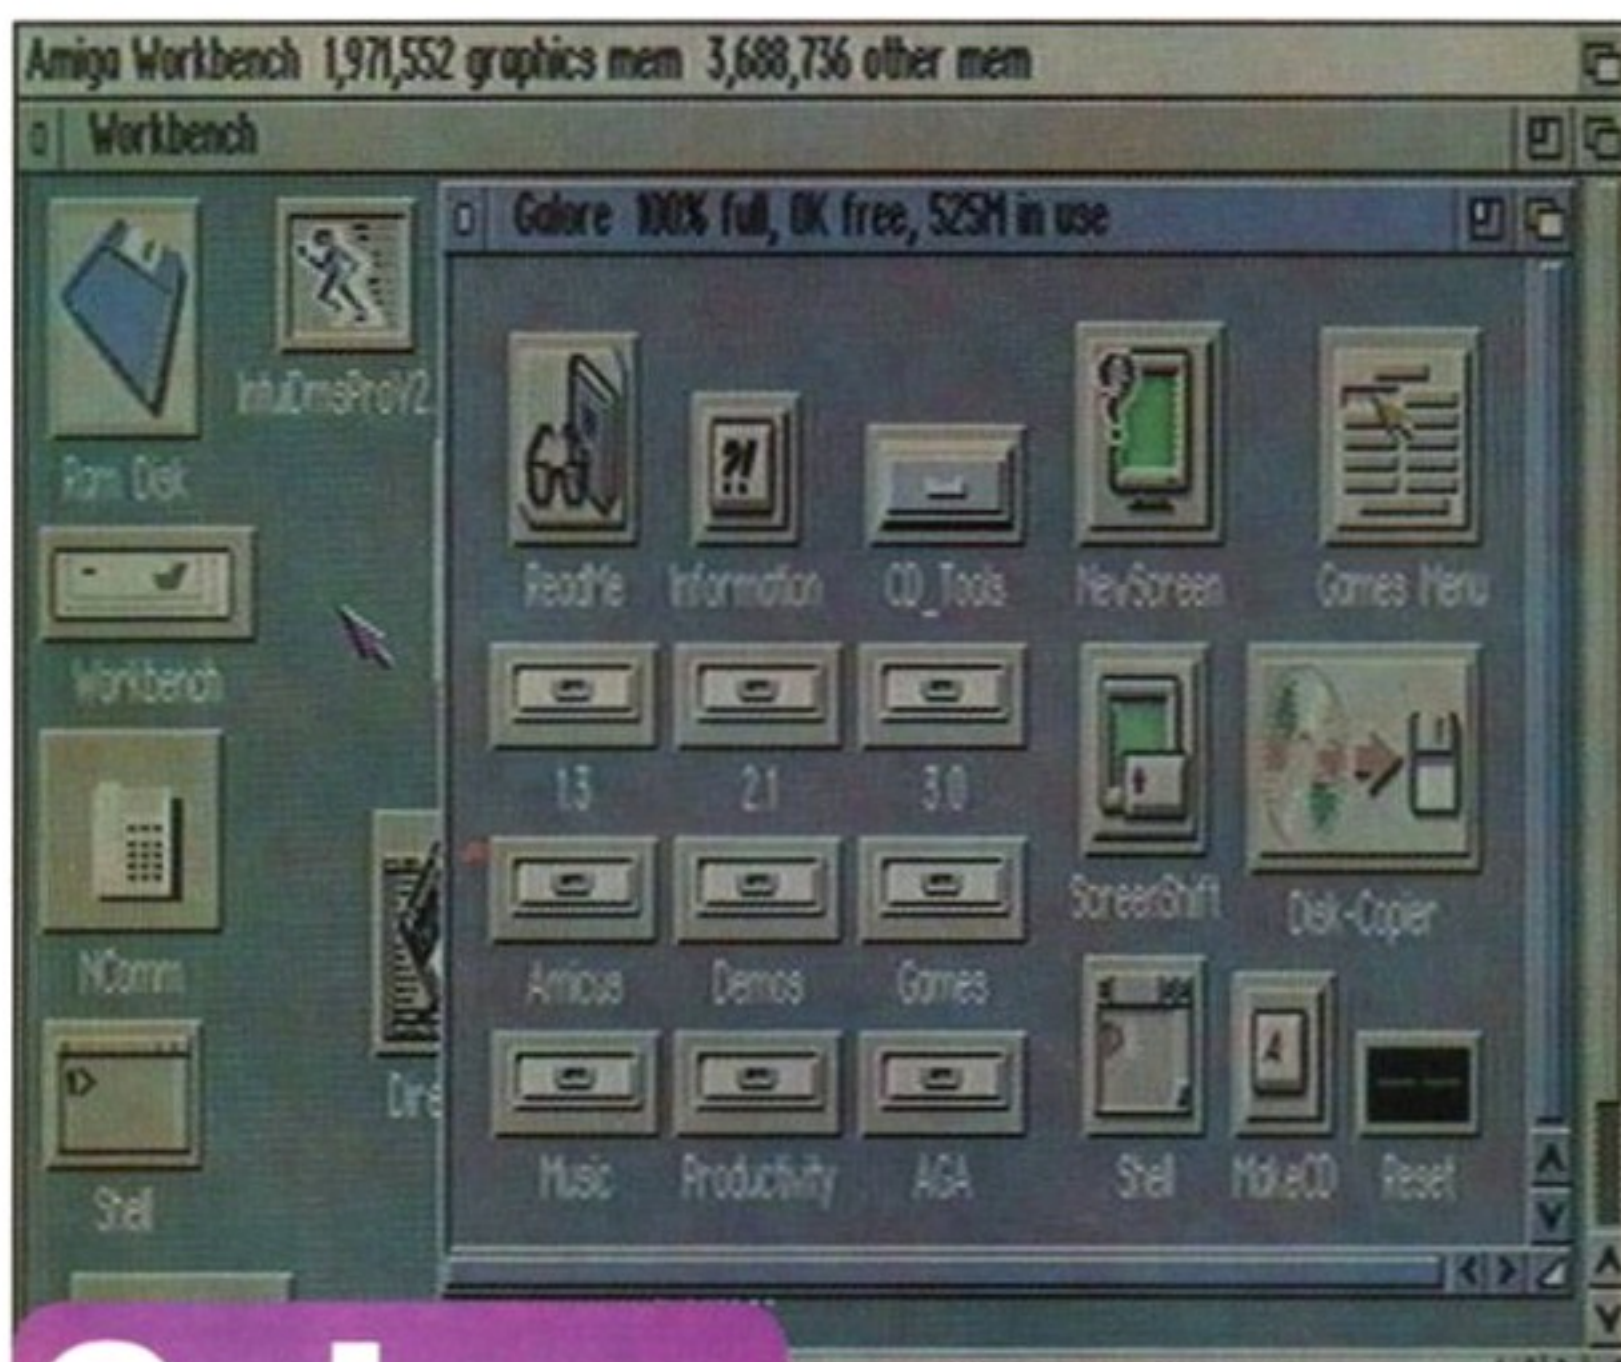 Amiga Workbench 1,971,552 graphics mem 3,688,736 other mem
Workbench
Galore 100% full, 0K free, 525M in use
IntuiDmsProV2
Ram Disk
ReadMe Information CD_Tools NewScreen Games Menu
Workbench
1.3 2.1 3.0
ScreenShift Disk-Copier
NComm
Amicus Demos Games
Dire
Music Productivity AGA Shell MakeCD Reset
Shell